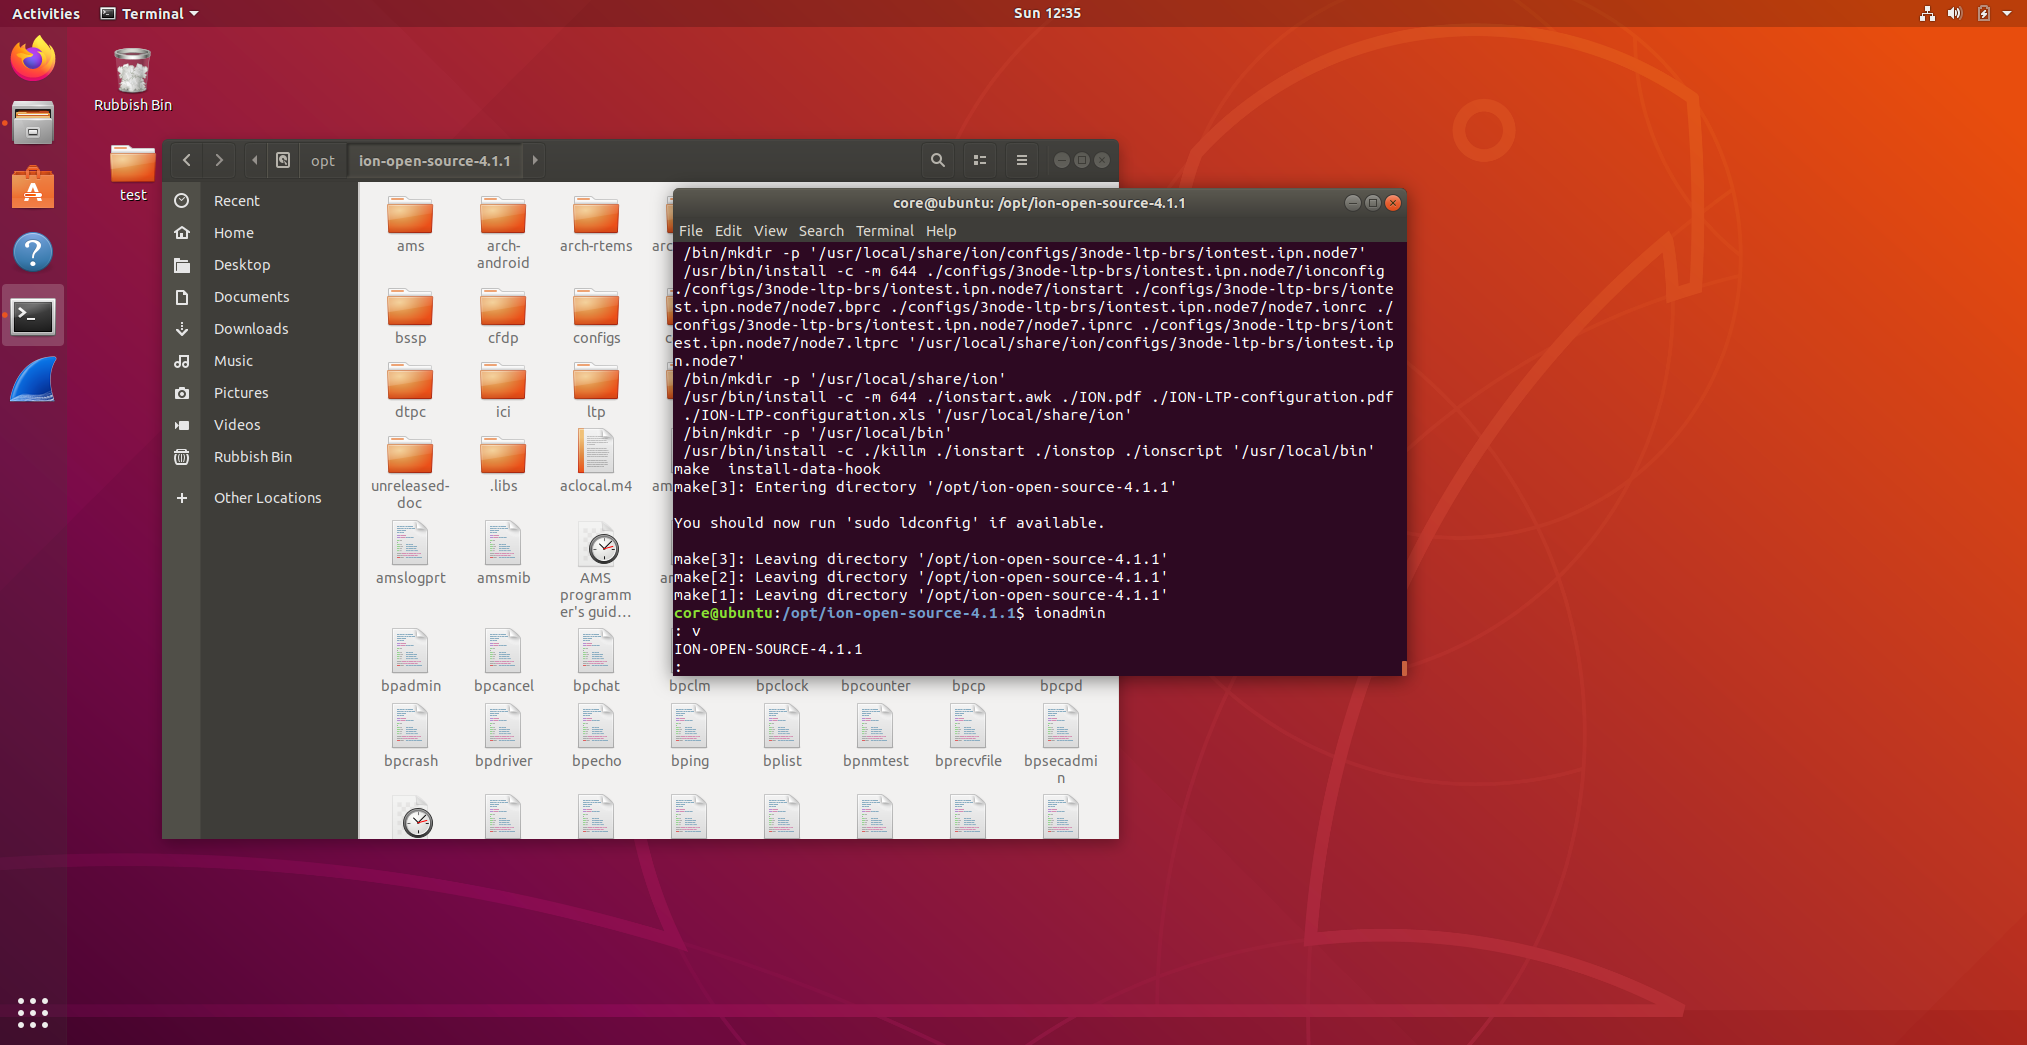 Activities
Terminal
Sun 12:35
Rubbish Bin
test
opt
ion-open-source-4.1.1
Recent
Home
Desktop
Documents
Downloads
Music
Pictures
Videos
Rubbish Bin
Other Locations
ams
arch-
android
arch-rtems
arc
bssp
cfdp
configs
c
dtpc
ici
ltp
unreleased-
doc
.libs
aclocal.m4
am
amslogprt
amsmib
AMS
programm
er's guid...
ar
bpadmin
bpcancel
bpchat
bpclm
bpclock
bpcounter
bpcp
bpcpd
bpcrash
bpdriver
bpecho
bping
bplist
bpnmtest
bprecvfile
bpsecadmi
n
core@ubuntu: /opt/ion-open-source-4.1.1
File Edit View Search Terminal Help
/bin/mkdir -p '/usr/local/share/ion/configs/3node-ltp-brs/iontest.ipn.node7'
/usr/bin/install -c -m 644 ./configs/3node-ltp-brs/iontest.ipn.node7/ionconfig
./configs/3node-ltp-brs/iontest.ipn.node7/ionstart ./configs/3node-ltp-brs/ionte
st.ipn.node7/node7.bprc ./configs/3node-ltp-brs/iontest.ipn.node7/node7.ionrc ./
configs/3node-ltp-brs/iontest.ipn.node7/node7.ipnrc ./configs/3node-ltp-brs/iont
est.ipn.node7/node7.ltprc '/usr/local/share/ion/configs/3node-ltp-brs/iontest.ip
n.node7'
/bin/mkdir -p '/usr/local/share/ion'
/usr/bin/install -c -m 644 ./ionstart.awk ./ION.pdf ./ION-LTP-configuration.pdf
./ION-LTP-configuration.xls '/usr/local/share/ion'
/bin/mkdir -p '/usr/local/bin'
/usr/bin/install -c ./killm ./ionstart ./ionstop ./ionscript '/usr/local/bin'
make  install-data-hook
make[3]: Entering directory '/opt/ion-open-source-4.1.1'
You should now run 'sudo ldconfig' if available.
make[3]: Leaving directory '/opt/ion-open-source-4.1.1'
make[2]: Leaving directory '/opt/ion-open-source-4.1.1'
make[1]: Leaving directory '/opt/ion-open-source-4.1.1'
core@ubuntu:/opt/ion-open-source-4.1.1$ ionadmin
: v
ION-OPEN-SOURCE-4.1.1
: